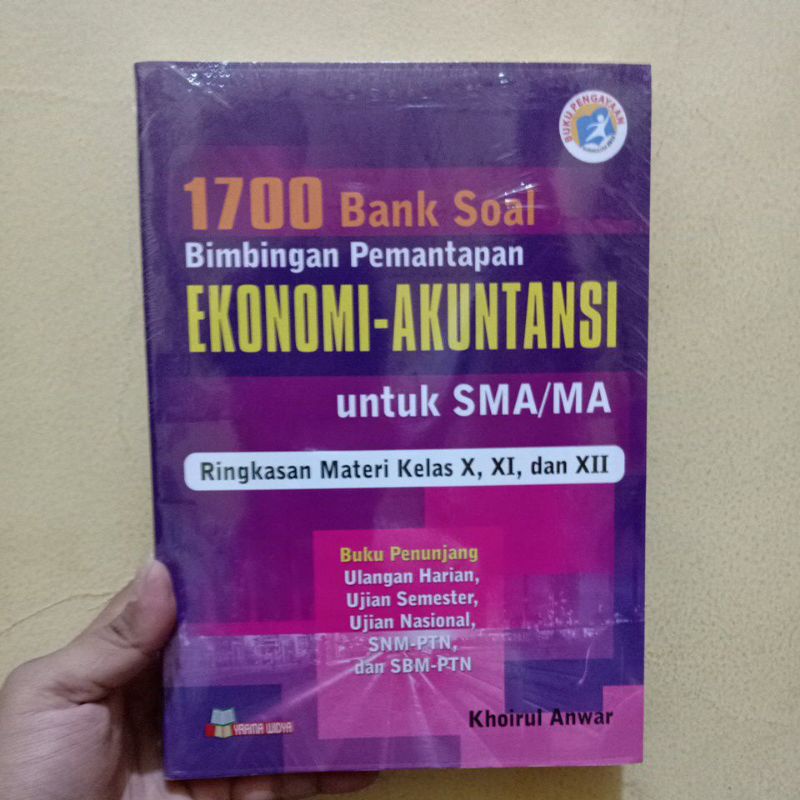 BUKU PENGAYAAN
1700 Bank Soal
Bimbingan Pemantapan
EKONOMI-AKUNTANSI
untuk SMA/MA
Ringkasan Materi Kelas X, XI, dan XII
Buku Penunjang
Ulangan Harian,
Ujian Semester,
Ujian Nasional,
SNM-PTN,
dan SBM-PTN
YRAMA WIDYA
Khoirul Anwar